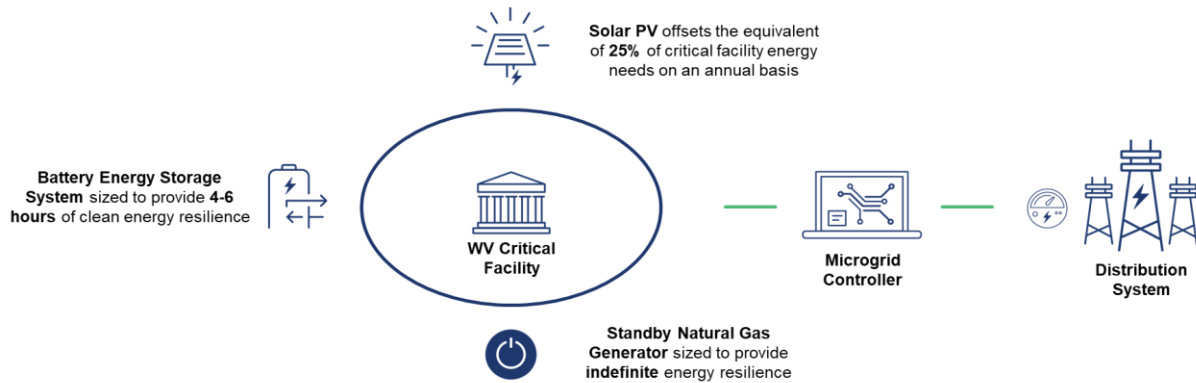 Solar PV offsets the equivalent
of 25% of critical facility energy
needs on an annual basis
Battery Energy Storage
System sized to provide 4-6
hours of clean energy resilience
WV Critical
Facility
Microgrid
Controller
Distribution
System
Standby Natural Gas
Generator sized to provide
indefinite energy resilience